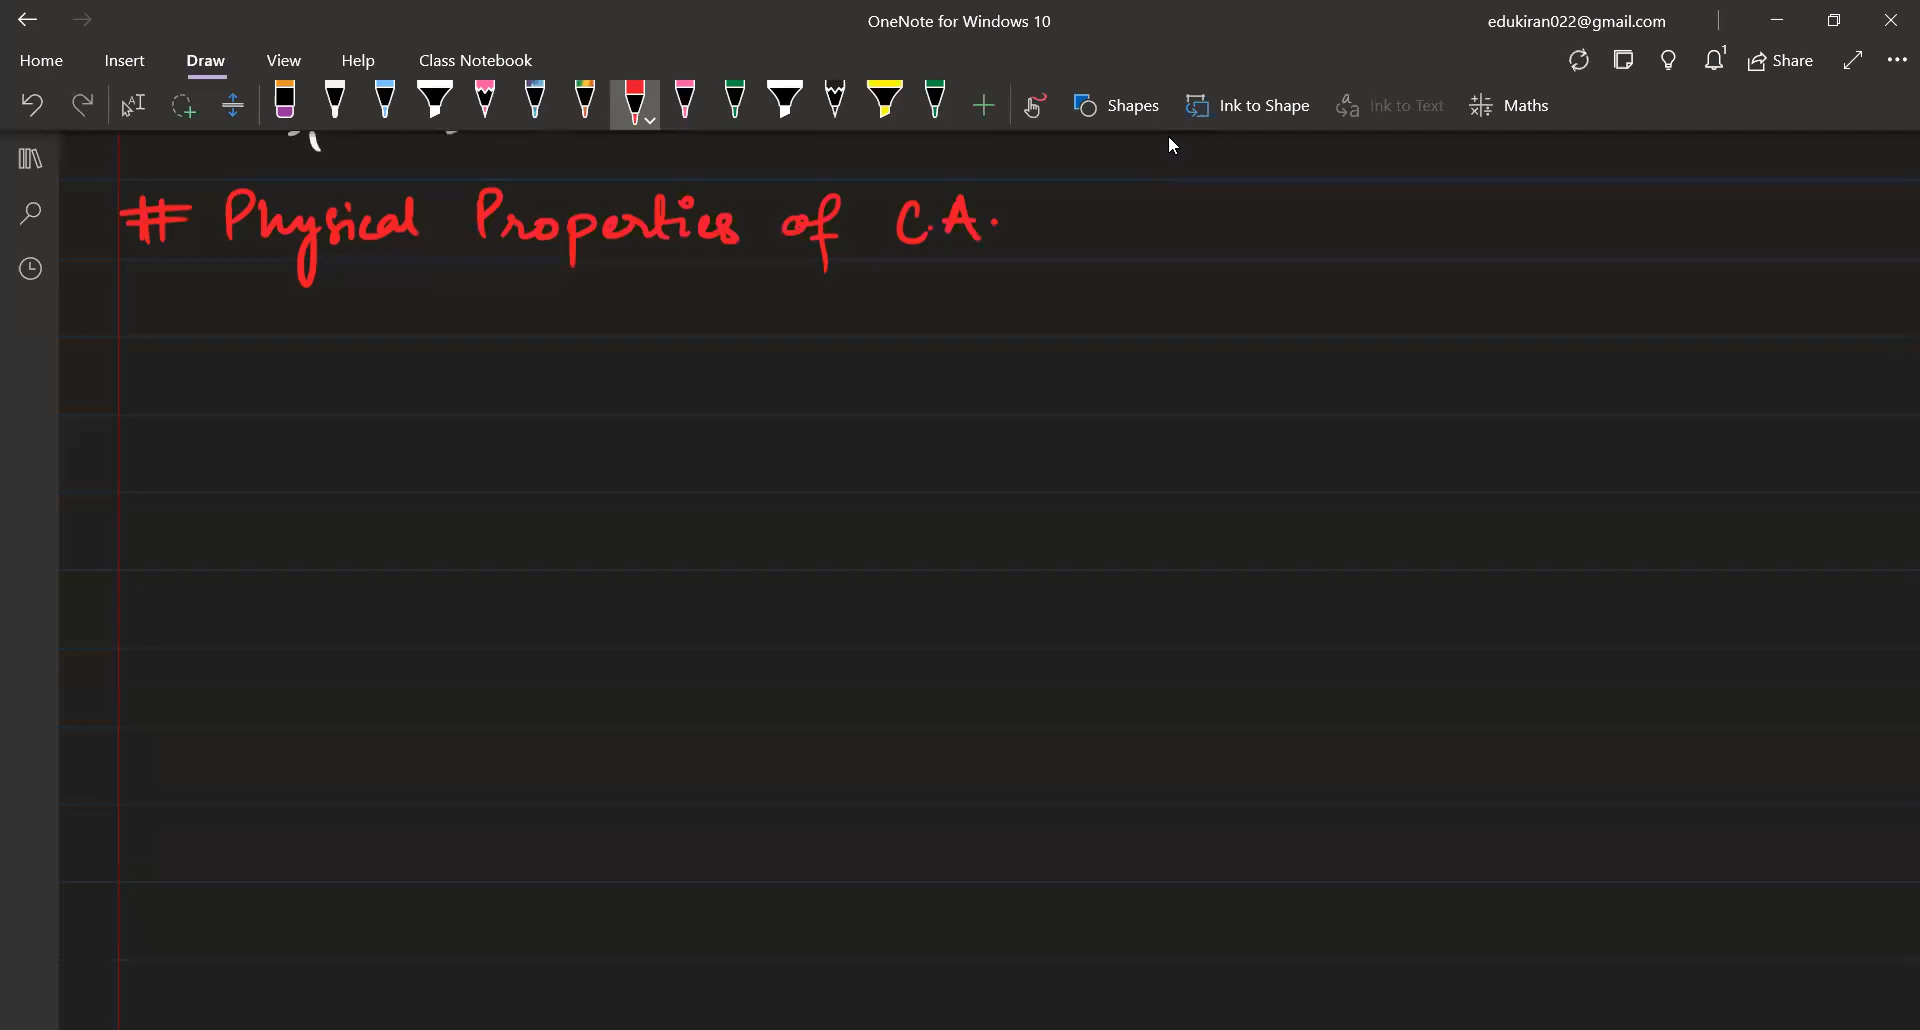 OneNote for Windows 10
edukiran022@gmail.com
Home Insert Draw View Help Class Notebook
1
Share
Shapes Ink to Shape Ink to Text Maths
# Physical Properties of C.A.